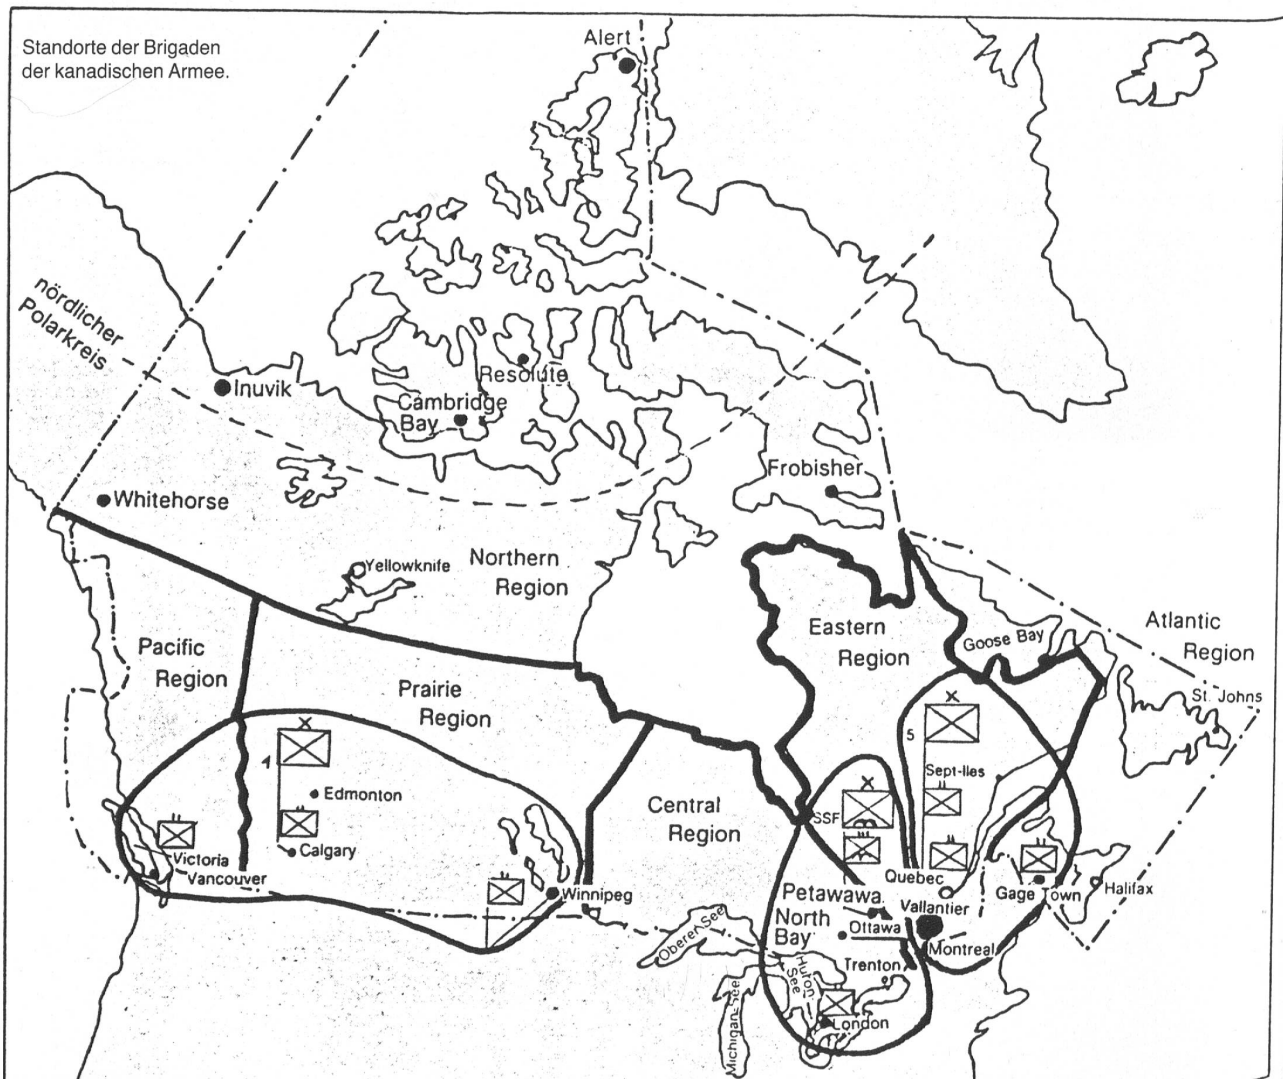 Standorte der Brigaden
der kanadischen Armee.
Alert
nördlicher
Polarkreis
Inuvik
Resolute
Cambridge
Bay
Frobisher
Whitehorse
Yellowknife
Northern
Region
Pacific
Region
Prairie
Region
Eastern
Region
Goose Bay
Atlantic
Region
St. Johns
1
5
Edmonton
Sept-Iles
Central
Region
SSF
Victoria
Vancouver
Calgary
Winnipeg
Quebec
Gage Town
Halifax
Petawawa
Vallantier
North
Bay
Ottawa
Montreal
Oberer See
Trenton
Huron-
See
Michigan-See
London